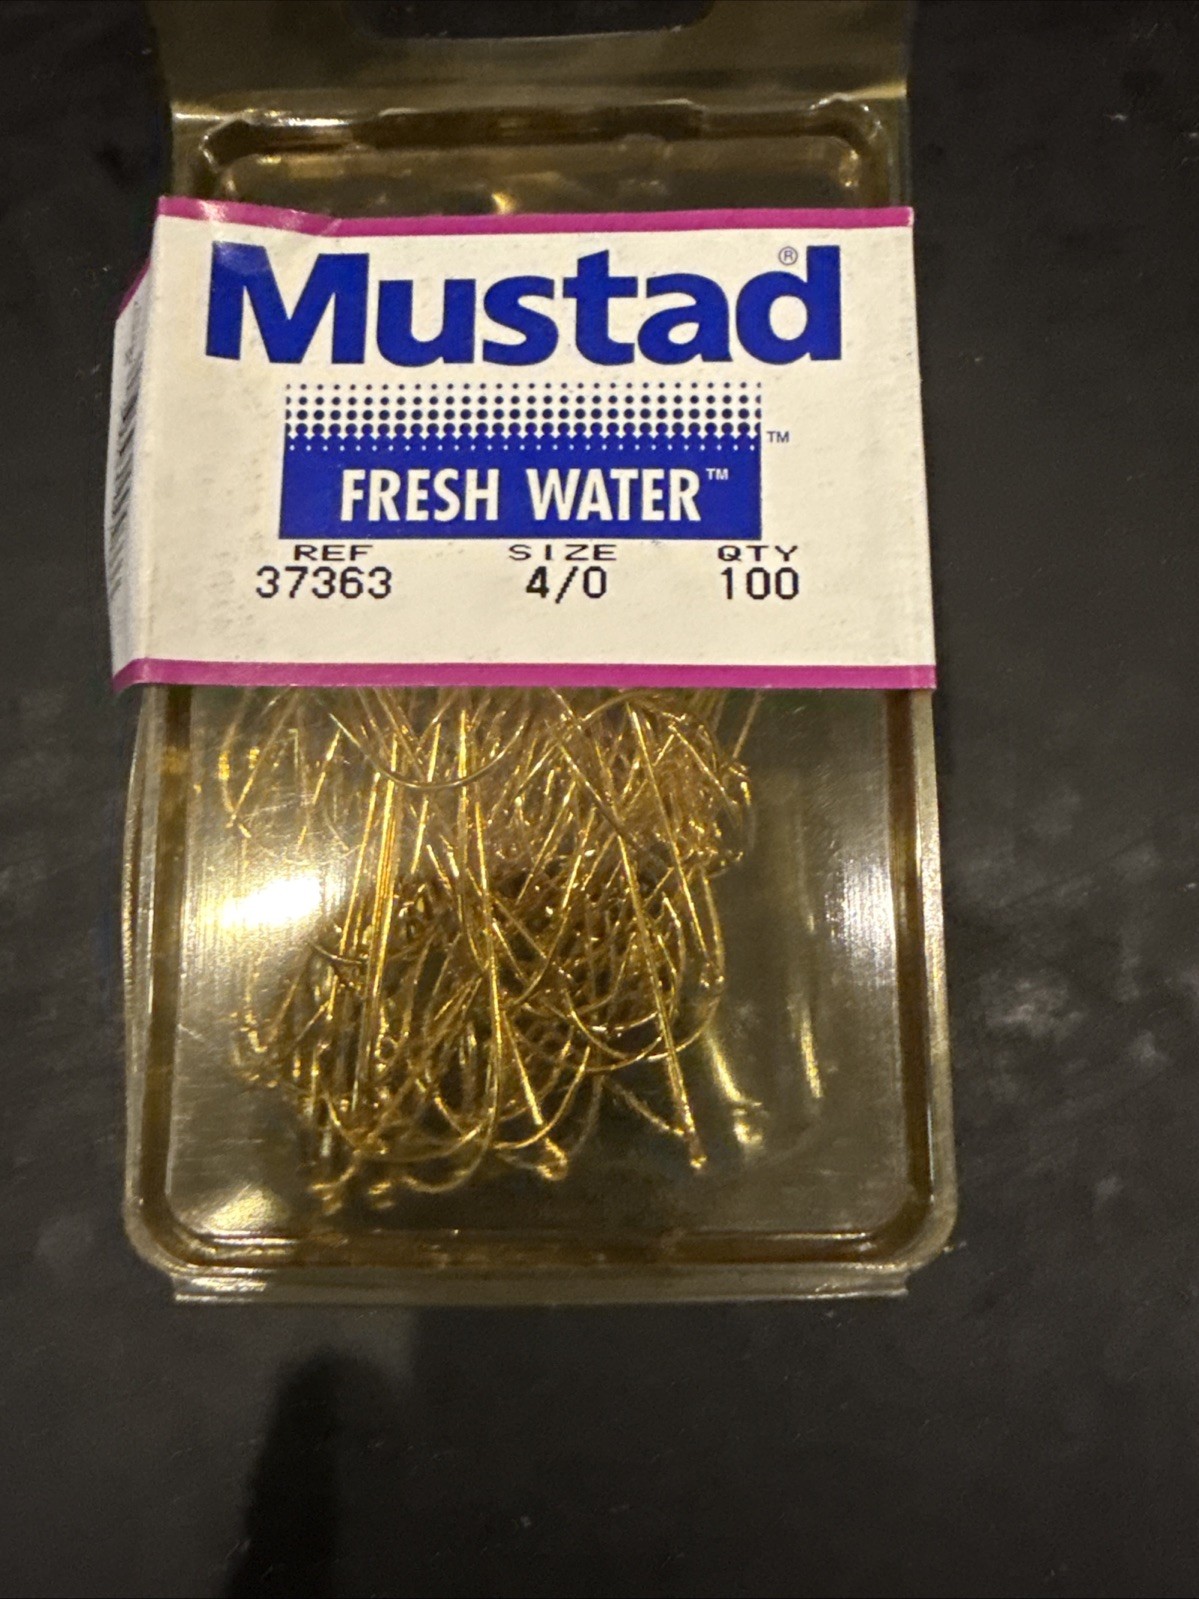 Mustad®
TM
FRESH WATER™
REF SIZE QTY
37363 4/0 100